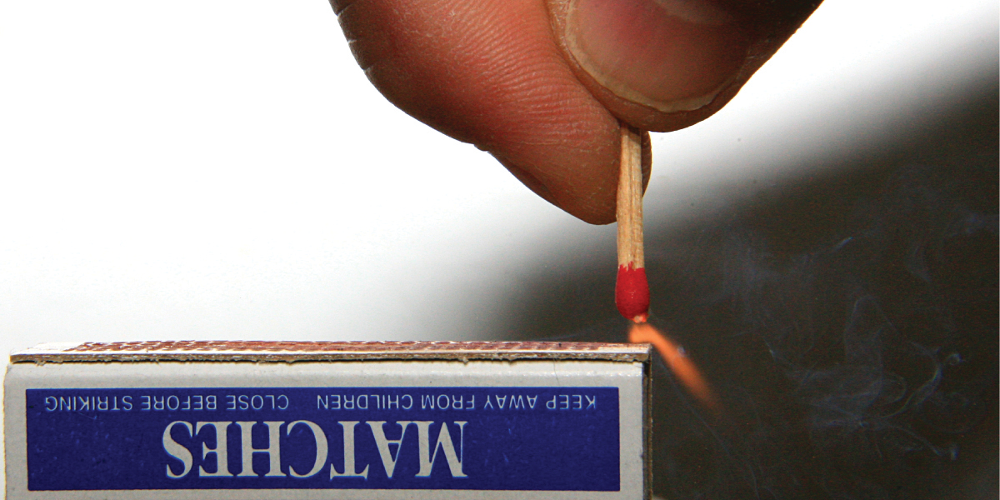 MATCHES
KEEP AWAY FROM CHILDREN CLOSE BEFORE STRIKING